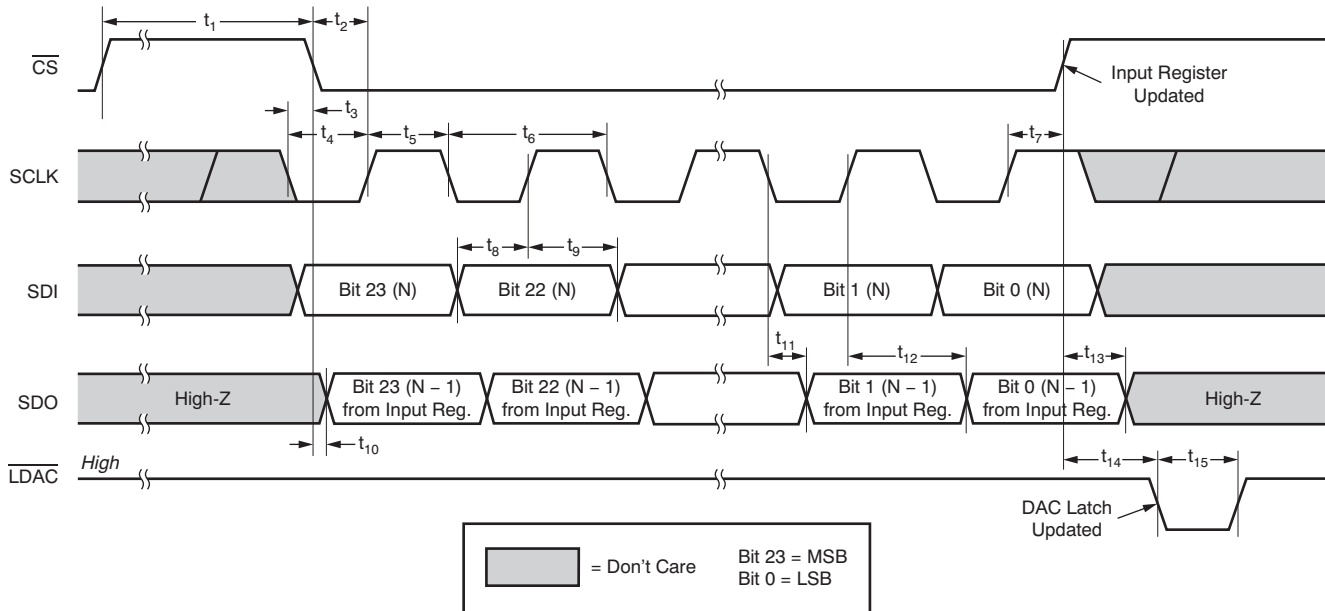 t1
t2
CS
Input Register
Updated
t3
t4
t5
t6
t7
SCLK
t8
t9
SDI
Bit 23 (N)
Bit 22 (N)
Bit 1 (N)
Bit 0 (N)
t11
t12
t13
SDO
High-Z
Bit 23 (N – 1)
from Input Reg.
Bit 22 (N – 1)
from Input Reg.
Bit 1 (N – 1)
from Input Reg.
Bit 0 (N – 1)
from Input Reg.
High-Z
t10
LDAC
High
t14
t15
DAC Latch
Updated
= Don't Care
Bit 23 = MSB
Bit 0 = LSB